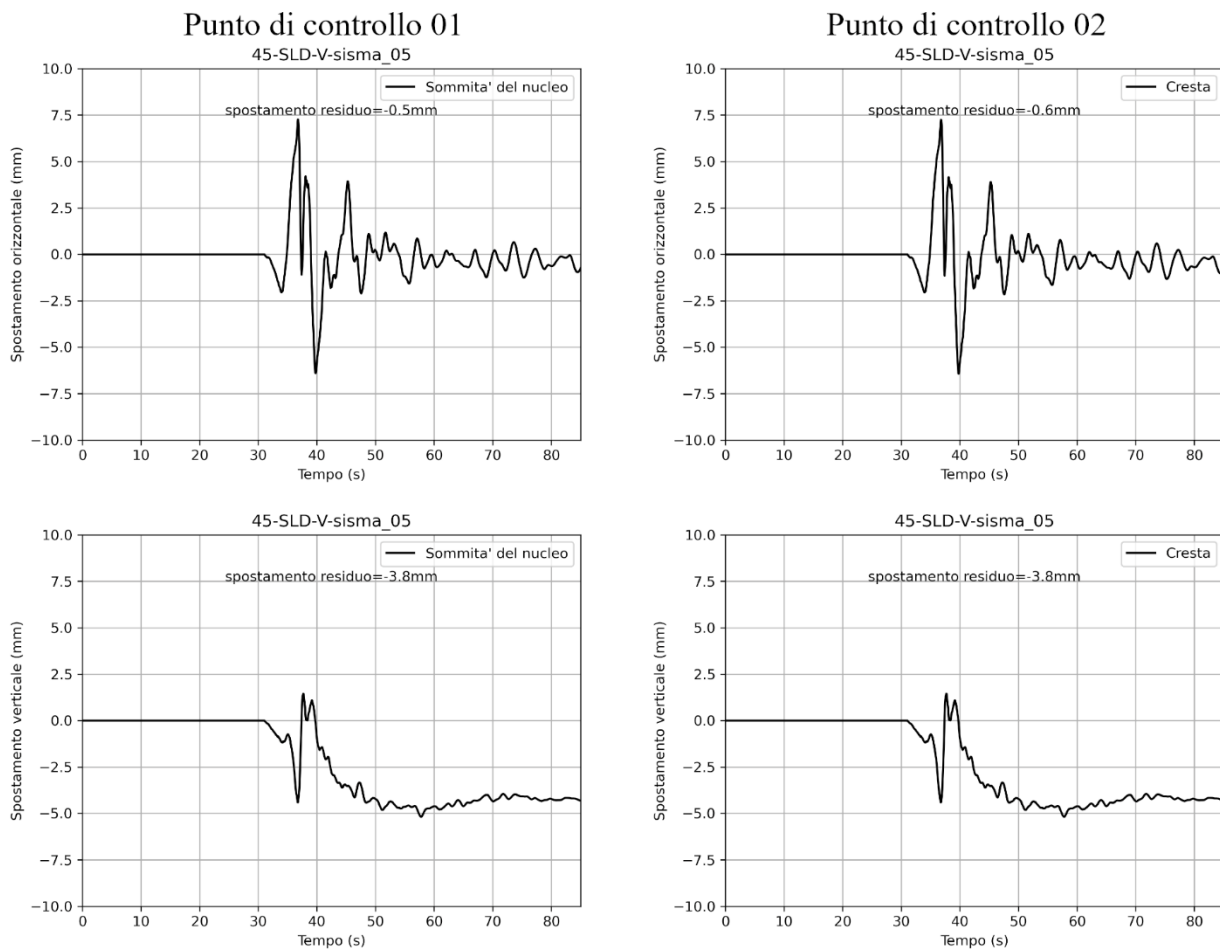 Punto di controllo 01
Punto di controllo 02
45-SLD-V-sisma_05
10.0
7.5
5.0
2.5
0.0
−2.5
−5.0
−7.5
−10.0
Spostamento orizzontale (mm)
Sommita' del nucleo
spostamento residuo=-0.5mm
0 10 20 30 40 50 60 70 80
Tempo (s)
45-SLD-V-sisma_05
10.0
7.5
5.0
2.5
0.0
−2.5
−5.0
−7.5
−10.0
Spostamento orizzontale (mm)
Cresta
spostamento residuo=-0.6mm
0 10 20 30 40 50 60 70 80
Tempo (s)
45-SLD-V-sisma_05
10.0
7.5
5.0
2.5
0.0
−2.5
−5.0
−7.5
−10.0
Spostamento verticale (mm)
Sommita' del nucleo
spostamento residuo=-3.8mm
0 10 20 30 40 50 60 70 80
Tempo (s)
45-SLD-V-sisma_05
10.0
7.5
5.0
2.5
0.0
−2.5
−5.0
−7.5
−10.0
Spostamento verticale (mm)
Cresta
spostamento residuo=-3.8mm
0 10 20 30 40 50 60 70 80
Tempo (s)